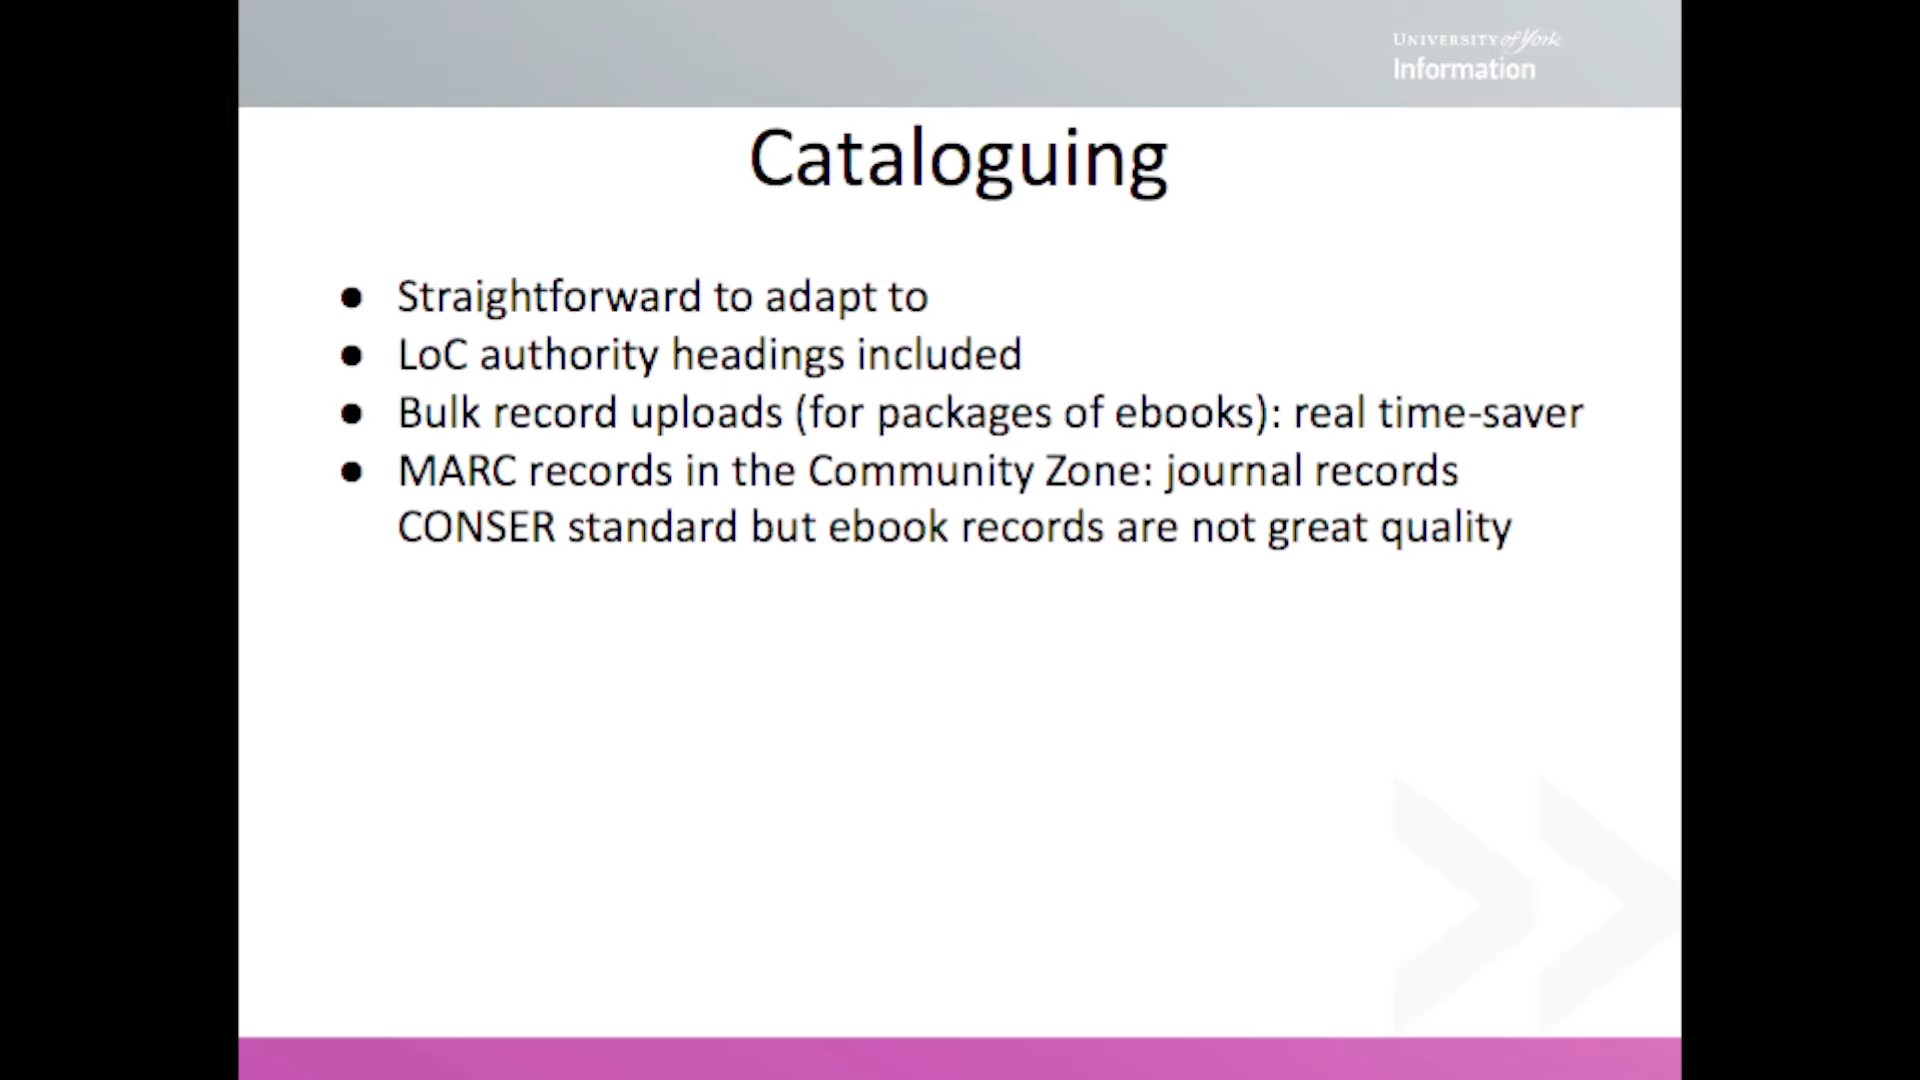 University of York
Information
Cataloguing
● Straightforward to adapt to
● LoC authority headings included
● Bulk record uploads (for packages of ebooks): real time-saver
● MARC records in the Community Zone: journal records
CONSER standard but ebook records are not great quality